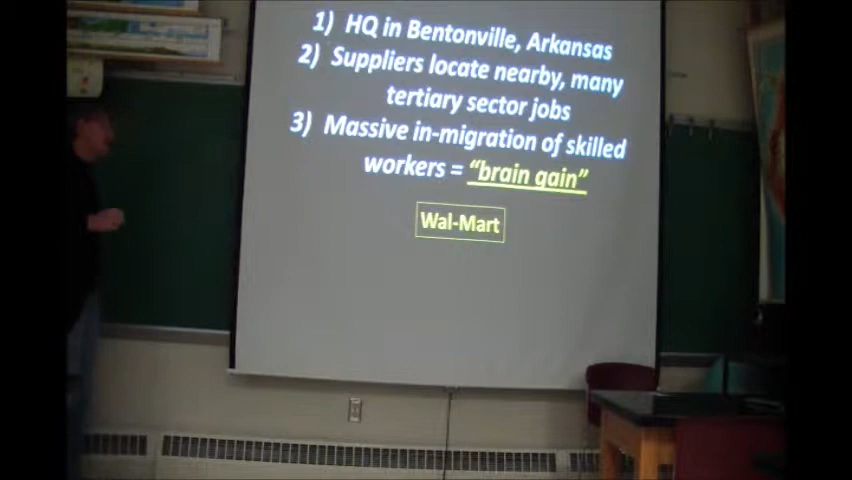 1) HQ in Bentonville, Arkansas
2) Suppliers locate nearby, many
tertiary sector jobs
3) Massive in-migration of skilled
workers = "brain gain"
Wal-Mart